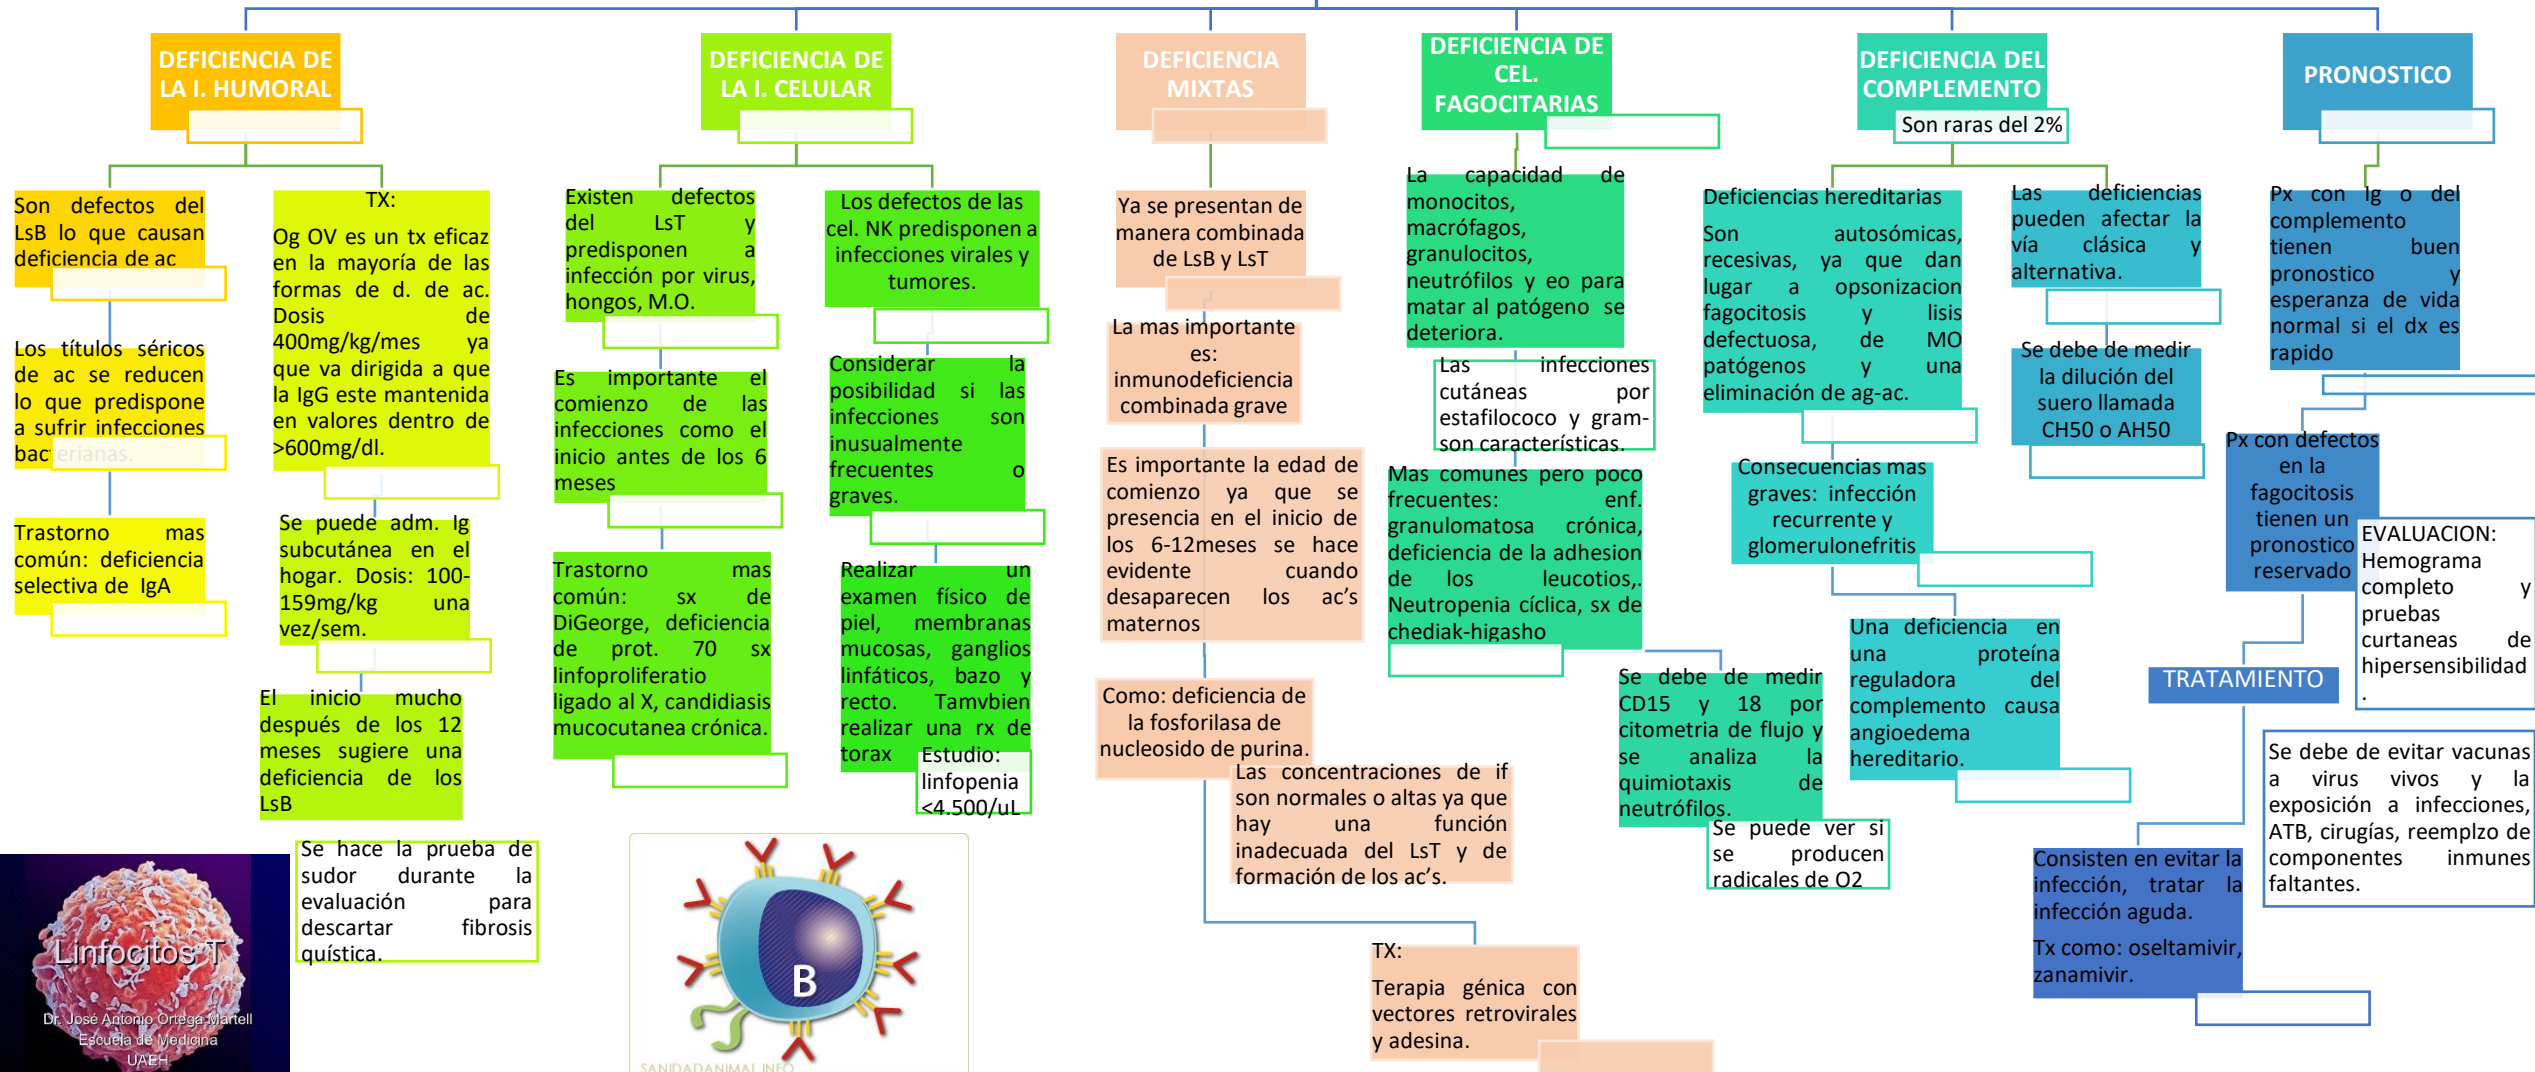 DEFICIENCIA DE
LA I. HUMORAL
Son defectos del
LsB lo que causan
deficiencia de ac
Los títulos séricos
de ac se reducen
lo que predispone
a sufrir infecciones
bacterianas.
Trastorno mas
común: deficiencia
selectiva de IgA
TX:
Og OV es un tx eficaz
en la mayoría de las
formas de d. de ac.
Dosis de
400mg/kg/mes ya
que va dirigida a que
la IgG este mantenida
en valores dentro de
>600mg/dl.
Se puede adm. Ig
subcutánea en el
hogar. Dosis: 100-
159mg/kg una
vez/sem.
El inicio mucho
después de los 12
meses sugiere una
deficiencia de los
LsB
Se hace la prueba de
sudor durante la
evaluación para
descartar fibrosis
quística.
DEFICIENCIA DE
LA I. CELULAR
Existen defectos
del LsT y
predisponen a
infección por virus,
hongos, M.O.
Es importante el
comienzo de las
infecciones como el
inicio antes de los 6
meses
Trastorno mas
común: sx de
DiGeorge, deficiencia
de prot. 70 sx
linfoproliferatio
ligado al X, candidiasis
mucocutanea crónica.
Los defectos de las
cel. NK predisponen a
infecciones virales y
tumores.
Considerar la
posibilidad si las
infecciones son
inusualmente
frecuentes o
graves.
Realizar un
examen físico de
piel, membranas
mucosas, ganglios
linfáticos, bazo y
recto. Tamvbien
realizar una rx de
torax
Estudio:
linfopenia
<4.500/uL
DEFICIENCIA
MIXTAS
Ya se presentan de
manera combinada
de LsB y LsT
La mas importante
es:
inmunodeficiencia
combinada grave
Es importante la edad de
comienzo ya que se
presencia en el inicio de
los 6-12meses se hace
evidente cuando
desaparecen los ac's
maternos
Como: deficiencia de
la fosforilasa de
nucleosido de purina.
Las concentraciones de if
son normales o altas ya que
hay una función
inadecuada del LsT y de
formación de los ac's.
TX:
Terapia génica con
vectores retrovirales
y adesina.
DEFICIENCIA DE
CEL.
FAGOCITARIAS
La capacidad de
monocitos,
macrófagos,
granulocitos,
neutrófilos y eo para
matar al patógeno se
deteriora.
Las infecciones
cutáneas por
estafilococo y gram-
son características.
Mas comunes pero poco
frecuentes: enf.
granulomatosa crónica,
deficiencia de la adhesion
de los leucotios,.
Neutropenia cíclica, sx de
chediak-higasho
Se debe de medir
CD15 y 18 por
citometria de flujo y
se analiza la
quimiotaxis de
neutrófilos.
Se puede ver si
se producen
radicales de O2
DEFICIENCIA DEL
COMPLEMENTO
Son raras del 2%
Deficiencias hereditarias
Son autosómicas,
recesivas, ya que dan
lugar a opsonizacion
fagocitosis y lisis
defectuosa, de MO
patógenos y una
eliminación de ag-ac.
Consecuencias mas
graves: infección
recurrente y
glomerulonefritis
Una deficiencia en
una proteína
reguladora del
complemento causa
angioedema
hereditario.
Las deficiencias
pueden afectar la
vía clásica y
alternativa.
Se debe de medir
la dilución del
suero llamada
CH50 o AH50
PRONOSTICO
Px con Ig o del
complemento
tienen buen
pronostico y
esperanza de vida
normal si el dx es
rapido
Px con defectos
en la
fagocitosis
tienen un
pronostico
reservado
EVALUACION:
Hemograma
completo y
pruebas
curtaneas de
hipersensibilidad
.
TRATAMIENTO
Se debe de evitar vacunas
a virus vivos y la
exposición a infecciones,
ATB, cirugías, reemplzo de
componentes inmunes
faltantes.
Consisten en evitar la
infección, tratar la
infección aguda.
Tx como: oseltamivir,
zanamivir.
Linfocitos T
Dr. José Antonio Ortega Martell
Escuela de Medicina
UAEH
B
SANIDADANIMAL.INFO